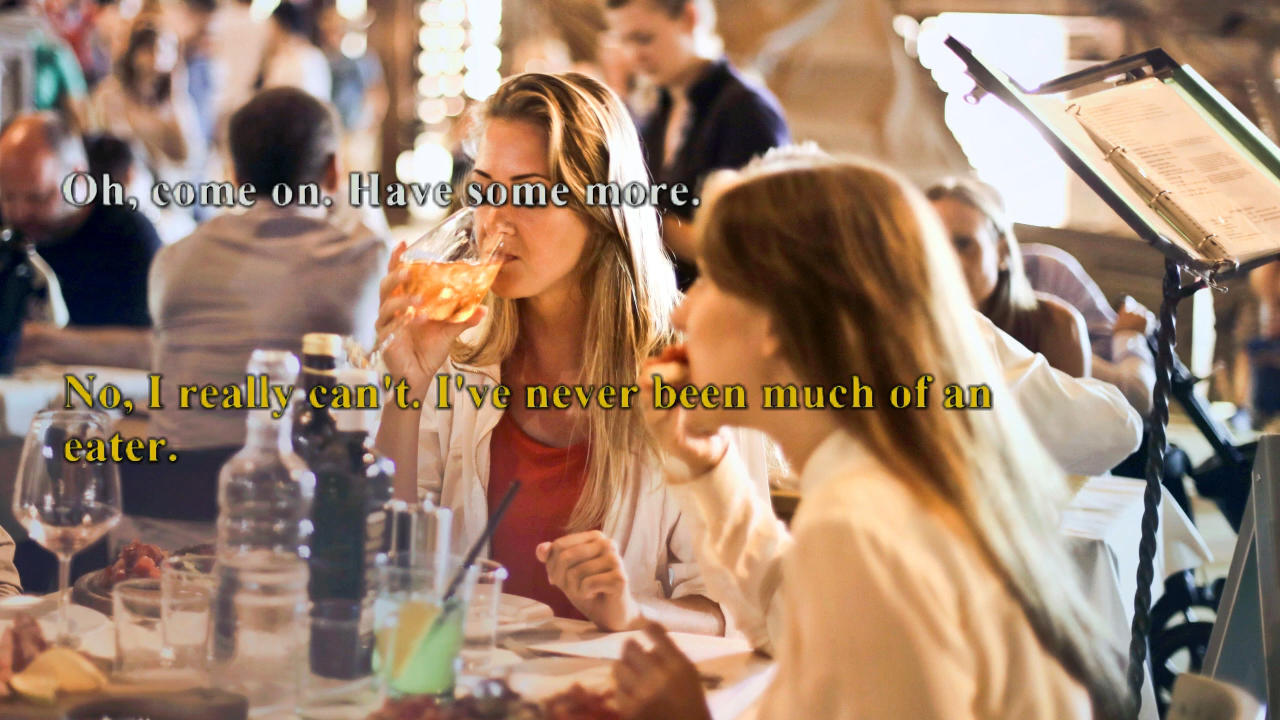 Oh, come on. Have some more.
No, I really can't. I've never been much of an
eater.